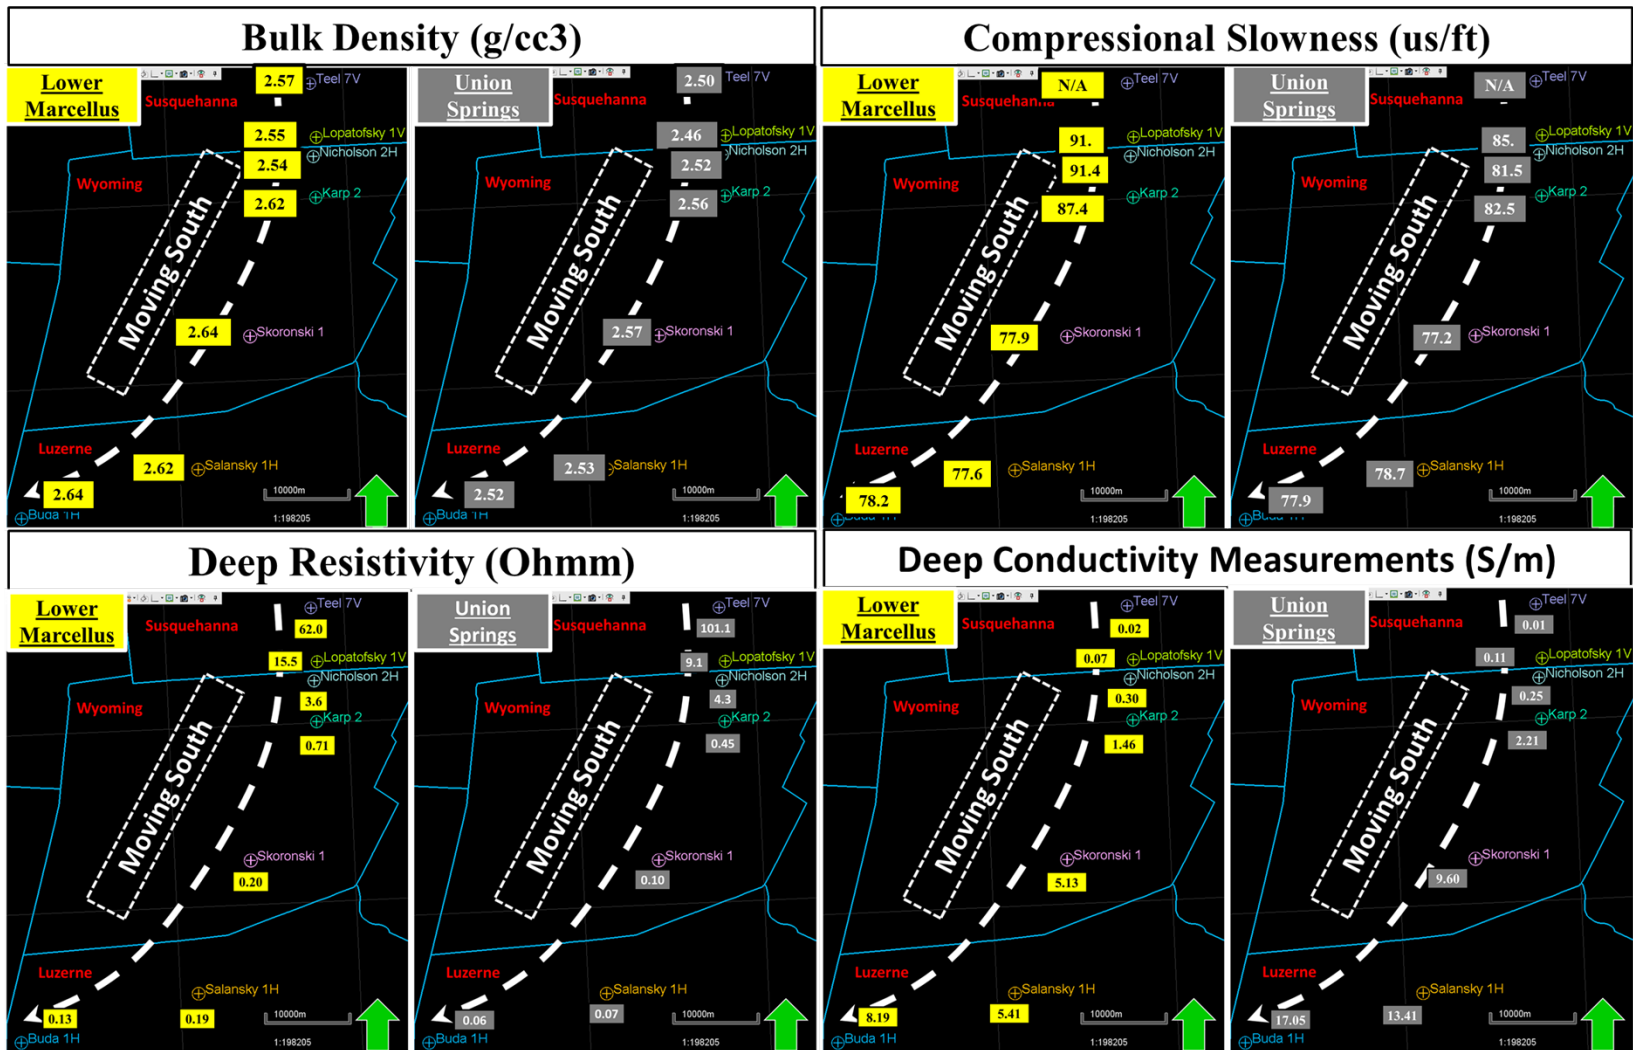 Bulk Density (g/cc3)
Lower
Marcellus
2.57
Teel 7V
Susquehanna
2.55
Lopatofsky 1V
2.54
Nicholson 2H
Wyoming
2.62
Karp 2
Moving South
2.64
Skoronski 1
Luzerne
2.62
Salansky 1H
2.64
10000m
Buda 1H
1:198205
Union
Springs
2.50
Teel 7V
Susquehanna
2.46
Lopatofsky 1V
2.52
Nicholson 2H
Wyoming
2.56
Karp 2
Moving South
2.57
Skoronski 1
Luzerne
2.53
Salansky 1H
2.52
10000m
Buda 1H
1:198205
Compressional Slowness (us/ft)
Lower
Marcellus
N/A
Teel 7V
Susquehanna
91.
Lopatofsky 1V
91.4
Nicholson 2H
Wyoming
87.4
Karp 2
Moving South
77.9
Skoronski 1
Luzerne
77.6
Salansky 1H
78.2
10000m
Buda 1H
1:198205
Union
Springs
N/A
Teel 7V
Susquehanna
85.
Lopatofsky 1V
81.5
Nicholson 2H
Wyoming
82.5
Karp 2
Moving South
77.2
Skoronski 1
Luzerne
78.7
Salansky 1H
77.9
10000m
Buda 1H
1:198205
Deep Resistivity (Ohmm)
Lower
Marcellus
Teel 7V
Susquehanna
62.0
15.5
Lopatofsky 1V
Nicholson 2H
3.6
Wyoming
Karp 2
0.71
Moving South
Skoronski 1
0.20
Luzerne
Salansky 1H
0.13
0.19
10000m
Buda 1H
1:198205
Union
Springs
Teel 7V
Susquehanna
101.1
9.1
Lopatofsky 1V
Nicholson 2H
4.3
Wyoming
Karp 2
0.45
Moving South
Skoronski 1
0.10
Luzerne
Salansky 1H
0.06
0.07
10000m
Buda 1H
1:198205
Deep Conductivity Measurements (S/m)
Lower
Marcellus
Teel 7V
Susquehanna
0.02
0.07
Lopatofsky 1V
Nicholson 2H
0.30
Wyoming
Karp 2
1.46
Moving South
Skoronski 1
5.13
Luzerne
Salansky 1H
8.19
5.41
10000m
Buda 1H
1:198205
Union
Springs
Teel 7V
Susquehanna
0.01
0.11
Lopatofsky 1V
Nicholson 2H
0.25
Wyoming
Karp 2
2.21
Moving South
Skoronski 1
9.60
Luzerne
Salansky 1H
17.05
13.41
10000m
Buda 1H
1:198205